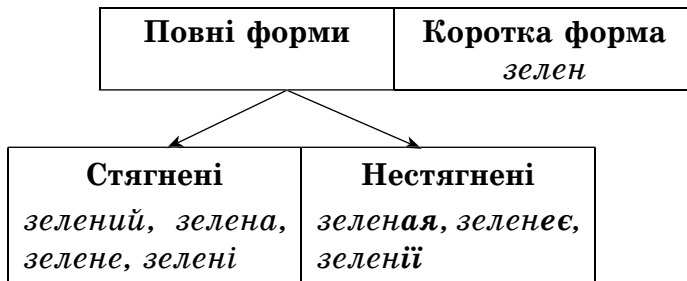 Повні форми
Коротка форма
зелен
Стягнені
зелений, зелена,
зелене, зелені
Нестягнені
зеленая, зеленеє,
зеленії